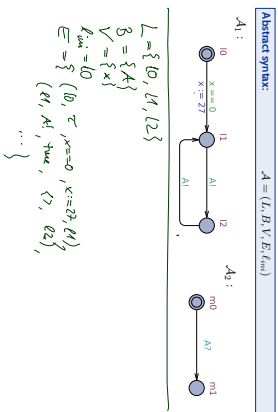 Abstract syntax: 𝒜 = (L, B, V, E, ℓ_ini)
𝒜₁ :
l0
x == 0
x := 27
l1
A!
A!
l2
,
𝒜₂ :
m0
A?
m1
L = {l0, l1, l2}
B = {A}
V = {x}
ℓini = l0
E = { (l0, τ, x==0, x:=27, l1),
(l1, A!, true, ⟨⟩, l2),
... }